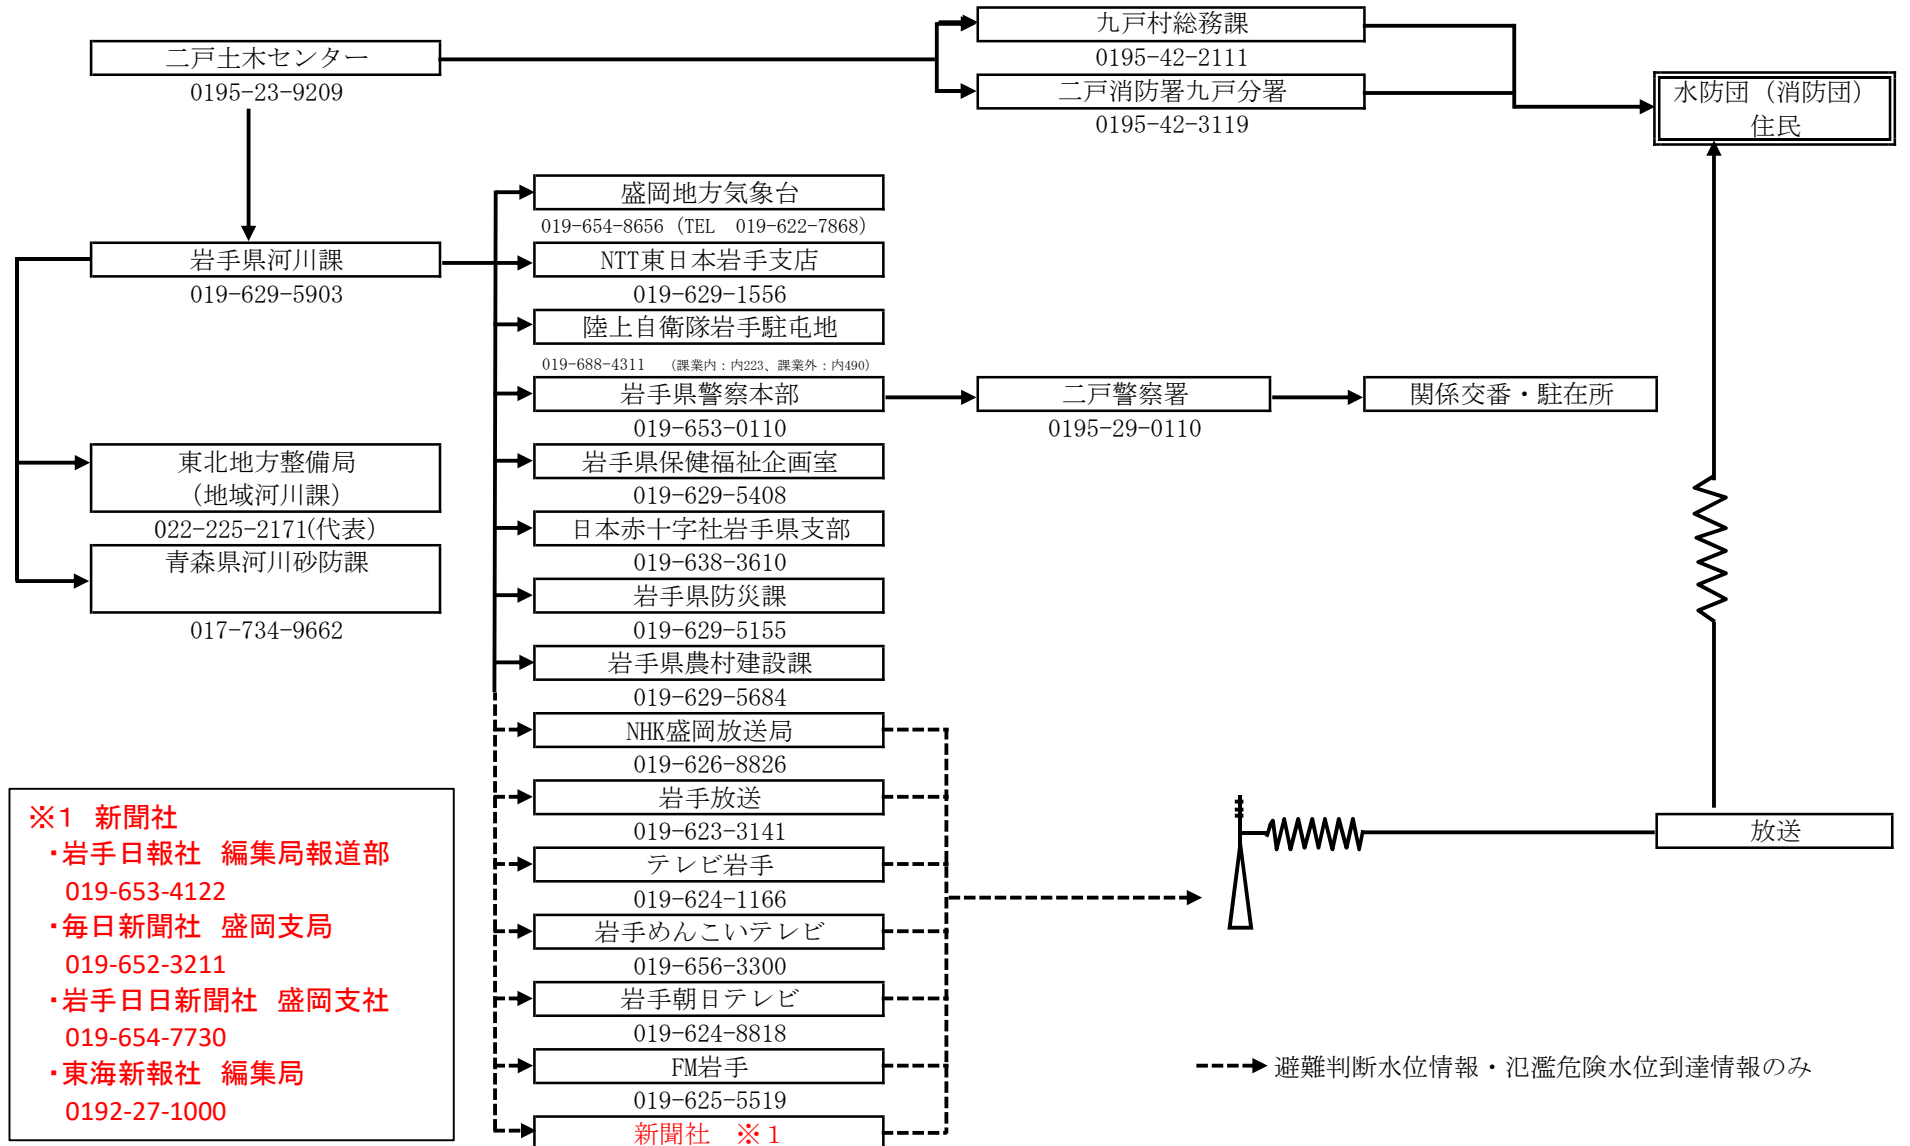 九戸村総務課
0195-42-2111
二戸土木センター
0195-23-9209
二戸消防署九戸分署
0195-42-3119
水防団（消防団）
住民
盛岡地方気象台
019-654-8656（TEL　019-622-7868）
岩手県河川課
019-629-5903
NTT東日本岩手支店
019-629-1556
陸上自衛隊岩手駐屯地
019-688-4311　（課業内：内223、課業外：内490）
岩手県警察本部
019-653-0110
二戸警察署
0195-29-0110
関係交番・駐在所
東北地方整備局
（地域河川課）
022-225-2171(代表）
青森県河川砂防課
017-734-9662
岩手県保健福祉企画室
019-629-5408
日本赤十字社岩手県支部
019-638-3610
岩手県防災課
019-629-5155
岩手県農村建設課
019-629-5684
NHK盛岡放送局
019-626-8826
岩手放送
019-623-3141
テレビ岩手
019-624-1166
岩手めんこいテレビ
019-656-3300
岩手朝日テレビ
019-624-8818
FM岩手
019-625-5519
新聞社　※１
放送
避難判断水位情報・氾濫危険水位到達情報のみ
※1　新聞社
・岩手日報社　編集局報道部
019-653-4122
・毎日新聞社　盛岡支局
019-652-3211
・岩手日日新聞社　盛岡支社
019-654-7730
・東海新報社　編集局
0192-27-1000